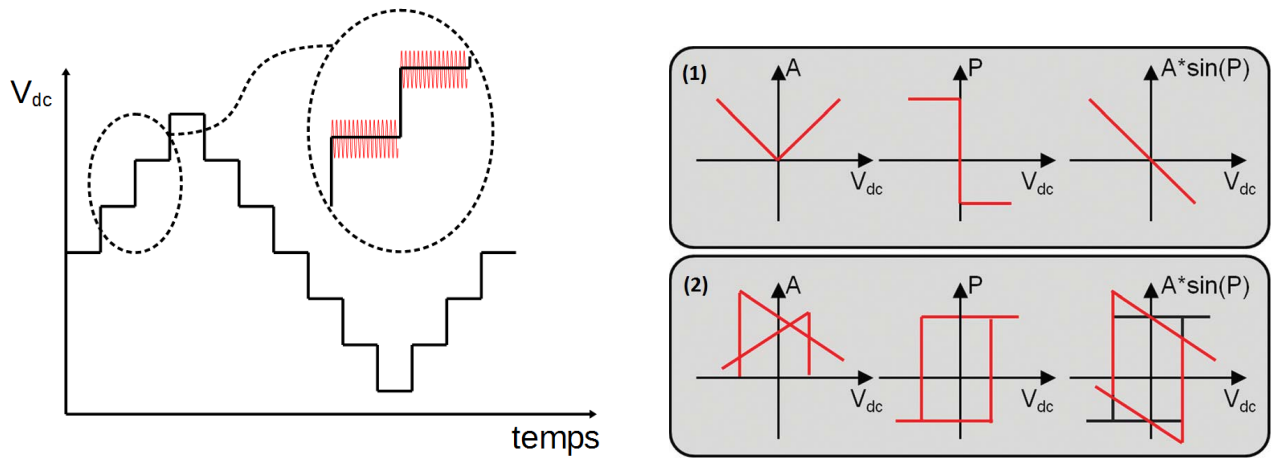 Vdc
temps
(1)
A
Vdc
P
Vdc
A*sin(P)
Vdc
(2)
A
Vdc
P
Vdc
A*sin(P)
Vdc